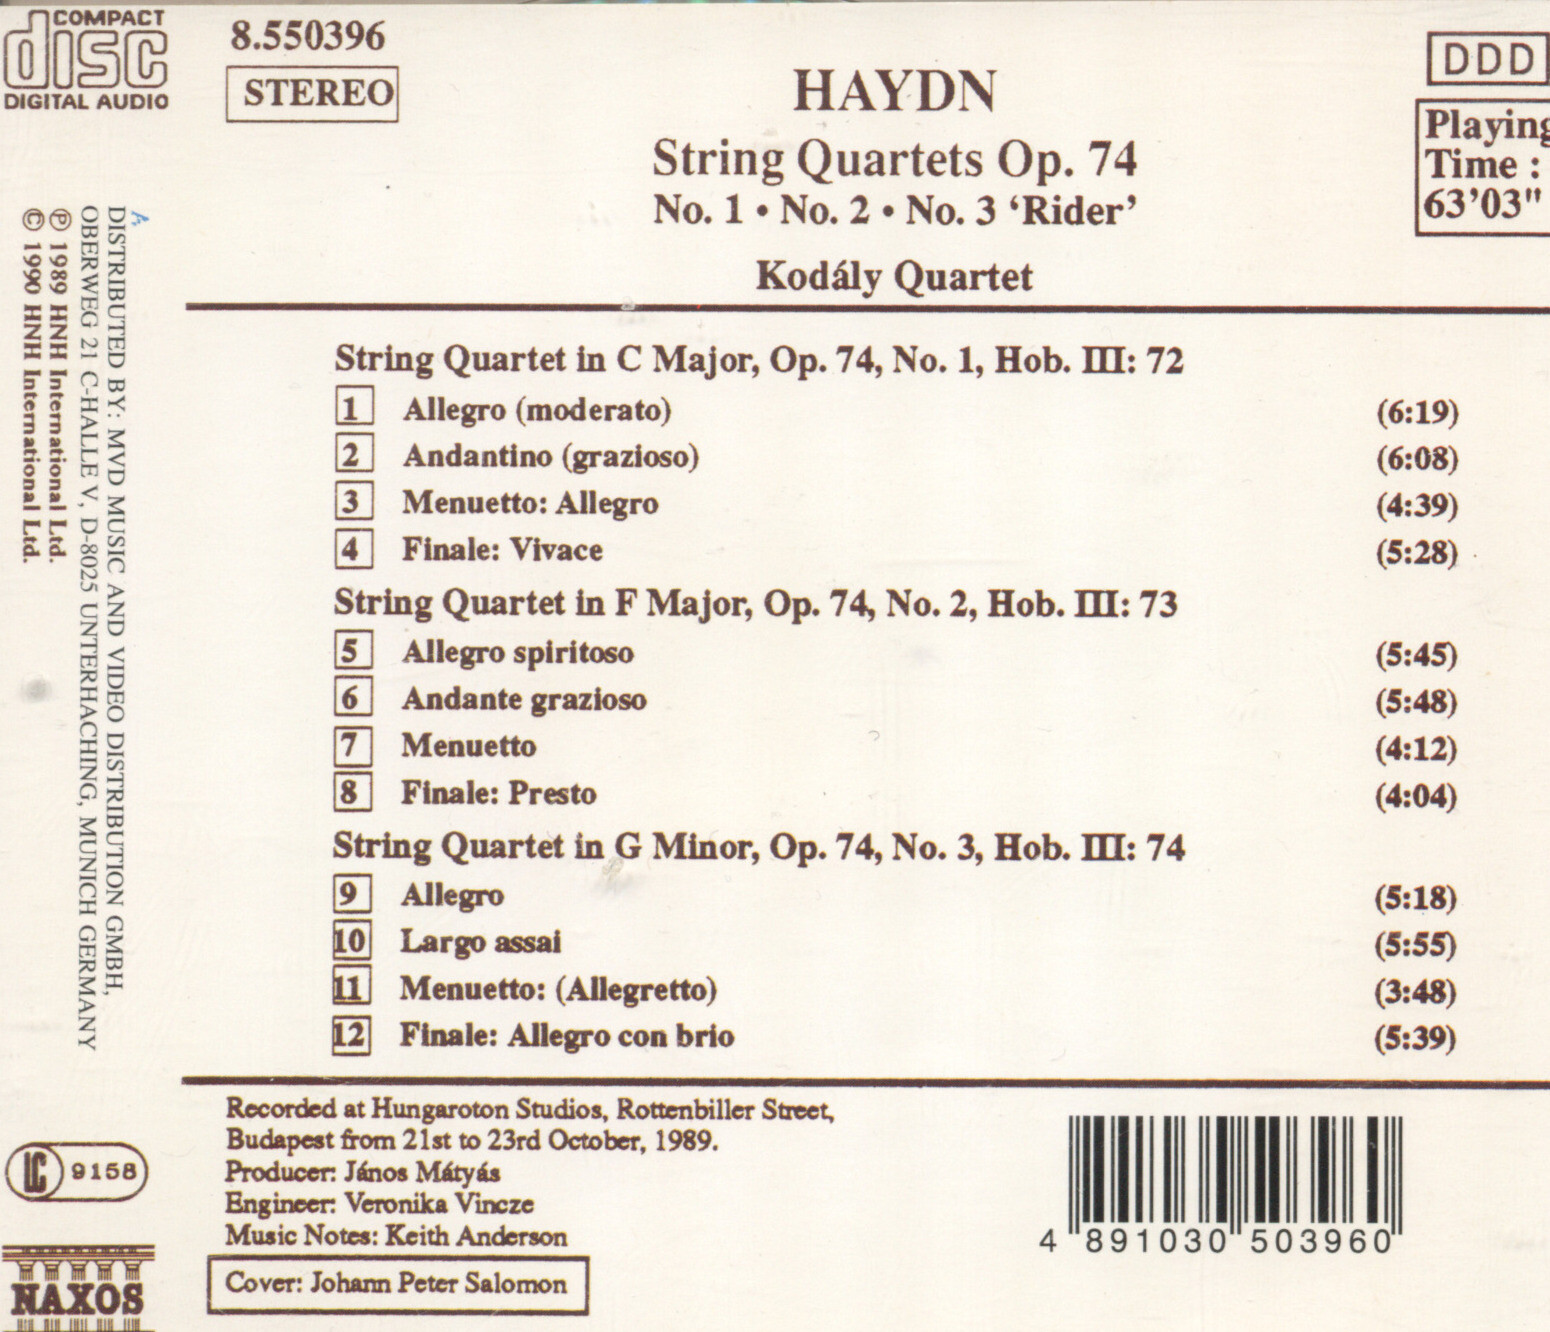 COMPACT
disc
DIGITAL AUDIO
8.550396
STEREO
HAYDN
String Quartets Op. 74
No. 1 • No. 2 • No. 3 ‘Rider’
Kodály Quartet
DDD
Playing
Time :
63’03"
String Quartet in C Major, Op. 74, No. 1, Hob. III: 72
1 Allegro (moderato) (6:19)
2 Andantino (grazioso) (6:08)
3 Menuetto: Allegro (4:39)
4 Finale: Vivace (5:28)
String Quartet in F Major, Op. 74, No. 2, Hob. III: 73
5 Allegro spiritoso (5:45)
6 Andante grazioso (5:48)
7 Menuetto (4:12)
8 Finale: Presto (4:04)
String Quartet in G Minor, Op. 74, No. 3, Hob. III: 74
9 Allegro (5:18)
10 Largo assai (5:55)
11 Menuetto: (Allegretto) (3:48)
12 Finale: Allegro con brio (5:39)
Recorded at Hungaroton Studios, Rottenbiller Street,
Budapest from 21st to 23rd October, 1989.
Producer: János Mátyás
Engineer: Veronika Vincze
Music Notes: Keith Anderson
Cover: Johann Peter Salomon
4 891030 503960
DISTRIBUTED BY: MVD MUSIC AND VIDEO DISTRIBUTION GMBH,
OBERWEG 21 C-HALLE V, D-8025 UNTERHACHING, MUNICH GERMANY
℗ 1989 HNH International Ltd.
© 1990 HNH International Ltd.
LC 9158
NAXOS